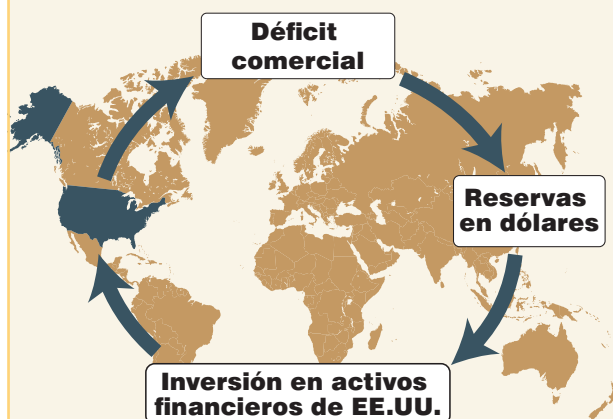 Déficit
comercial
Reservas
en dólares
Inversión en activos
financieros de EE.UU.